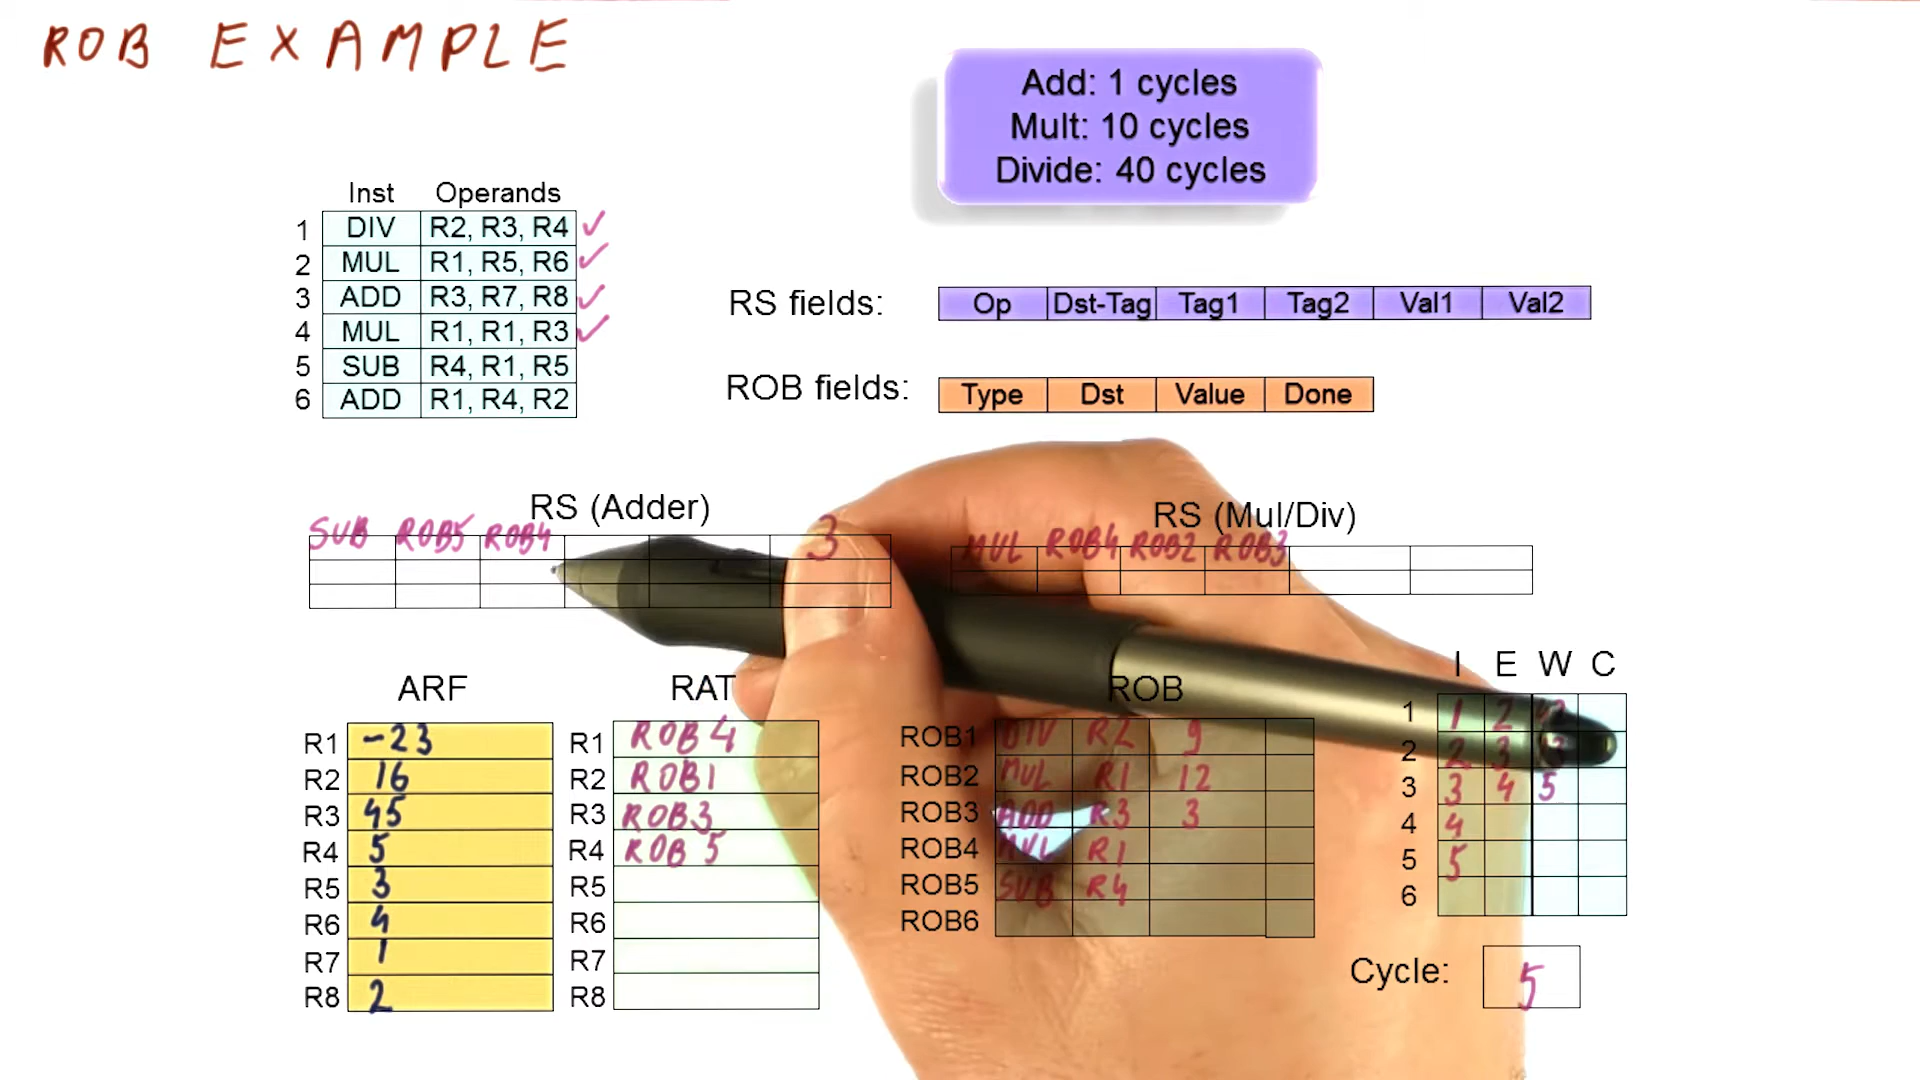 ROB EXAMPLE
Add: 1 cycles
Mult: 10 cycles
Divide: 40 cycles
Inst Operands
1 DIV R2, R3, R4 ✓
2 MUL R1, R5, R6 ✓
3 ADD R3, R7, R8 ✓
4 MUL R1, R1, R3 ✓
5 SUB R4, R1, R5
6 ADD R1, R4, R2
RS fields: Op Dst-Tag Tag1 Tag2 Val1 Val2
ROB fields: Type Dst Value Done
RS (Adder)
SUB ROB5 ROB4 3
RS (Mul/Div)
MUL ROB4 ROB2 ROB3
ARF
R1 -23
R2 16
R3 45
R4 5
R5 3
R6 4
R7 1
R8 2
RAT
R1 ROB4
R2 ROB1
R3 ROB3
R4 ROB5
R5
R6
R7
R8
ROB
ROB1 DIV R2 9
ROB2 MUL R1 12
ROB3 ADD R3 3
ROB4 MUL R1
ROB5 SUB R4
ROB6
I E W C
1 1 2
2 2 3
3 3 4 5
4 4
5 5
6
Cycle: 5